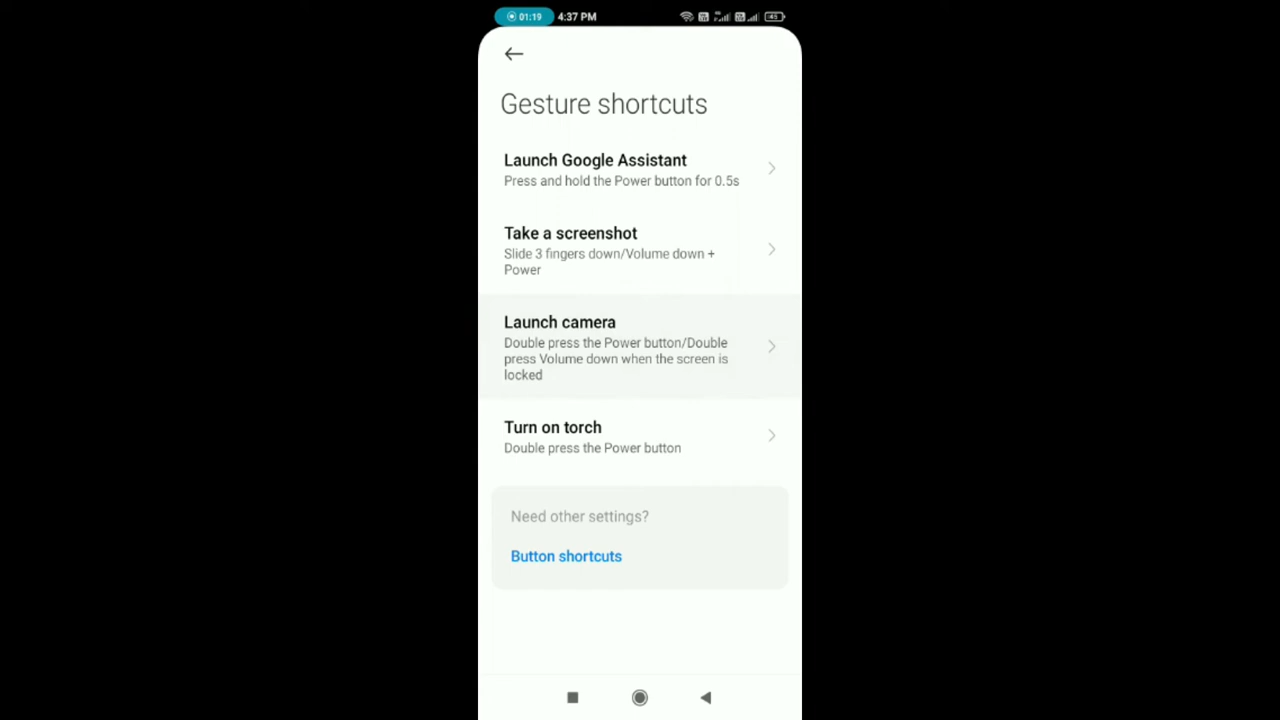 01:19 4:37 PM 45
Gesture shortcuts
Launch Google Assistant
Press and hold the Power button for 0.5s
Take a screenshot
Slide 3 fingers down/Volume down +
Power
Launch camera
Double press the Power button/Double
press Volume down when the screen is
locked
Turn on torch
Double press the Power button
Need other settings?
Button shortcuts